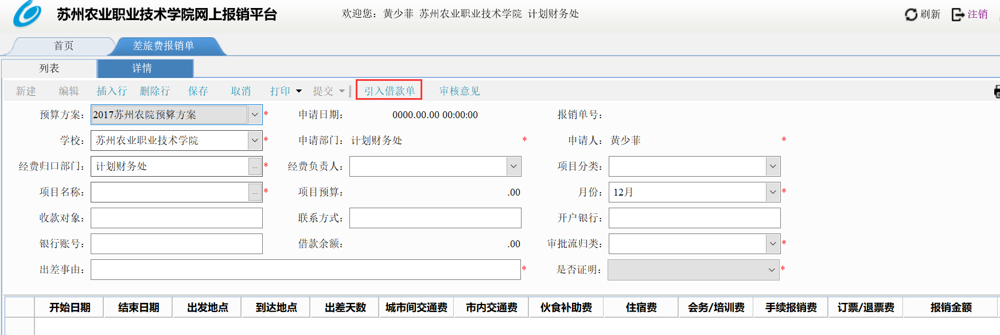 苏州农业职业技术学院网上报销平台 欢迎您：黄少菲 苏州农业职业技术学院 计划财务处 刷新 注销
首页 差旅费报销单
列表 详情
新建 编辑 插入行 删除行 保存 取消 打印 提交 引入借款单 审核意见
预算方案： 2017苏州农院预算方案 * 申请日期： 0000.00.00 00:00:00 报销单号：
学校： 苏州农业职业技术学院 * 申请部门： 计划财务处 * 申请人： 黄少菲 *
经费归口部门： 计划财务处 ... * 经费负责人： 项目分类：
项目名称： ... * 项目预算： .00 月份： 12月 *
收款对象： 联系方式： 开户银行：
银行账号： 借款余额： .00 审批流归类： *
出差事由： * 是否证明： *
开始日期 结束日期 出发地点 到达地点 出差天数 城市间交通费 市内交通费 伙食补助费 住宿费 会务/培训费 手续报销费 订票/退票费 报销金额